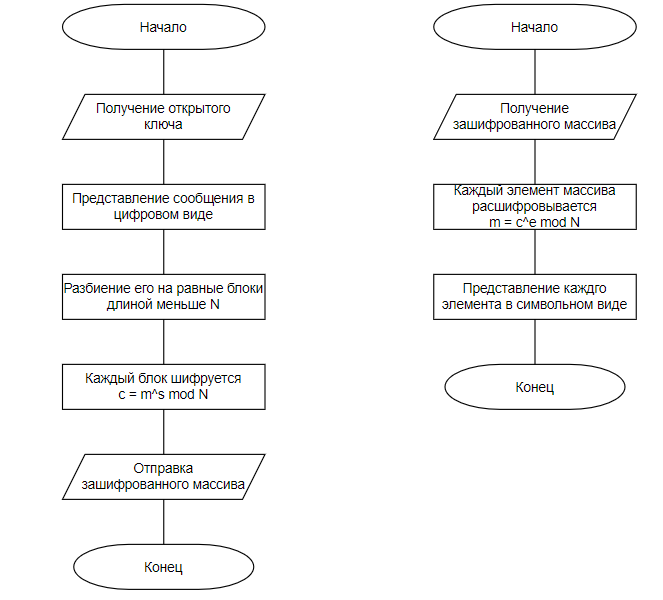 Начало
Получение открытого
ключа
Представление сообщения в
цифровом виде
Разбиение его на равные блоки
длиной меньше N
Каждый блок шифруется
c = m^s mod N
Отправка
зашифрованного массива
Конец
Начало
Получение
зашифрованного массива
Каждый элемент массива
расшифровывается
m = c^e mod N
Представление каждго
элемента в символьном виде
Конец